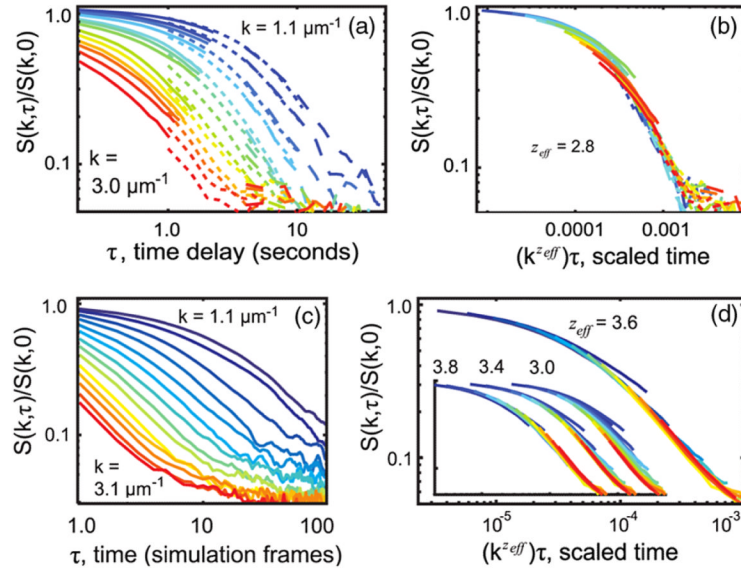 1.0
0.1
S(k,τ)/S(k,0)
k = 1.1 μm⁻¹
(a)
k =
3.0 μm⁻¹
1.0 10
τ, time delay (seconds)
1.0
0.1
S(k,τ)/S(k,0)
(b)
z_eff = 2.8
0.0001 0.001
(k^{z_eff})τ, scaled time
1.0
0.1
S(k,τ)/S(k,0)
k = 1.1 μm⁻¹
(c)
k =
3.1 μm⁻¹
1.0 10 100
τ, time (simulation frames)
1.0
0.1
S(k,τ)/S(k,0)
(d)
z_eff = 3.6
3.8 3.4 3.0
10⁻⁵ 10⁻⁴ 10⁻³
(k^{z_eff})τ, scaled time